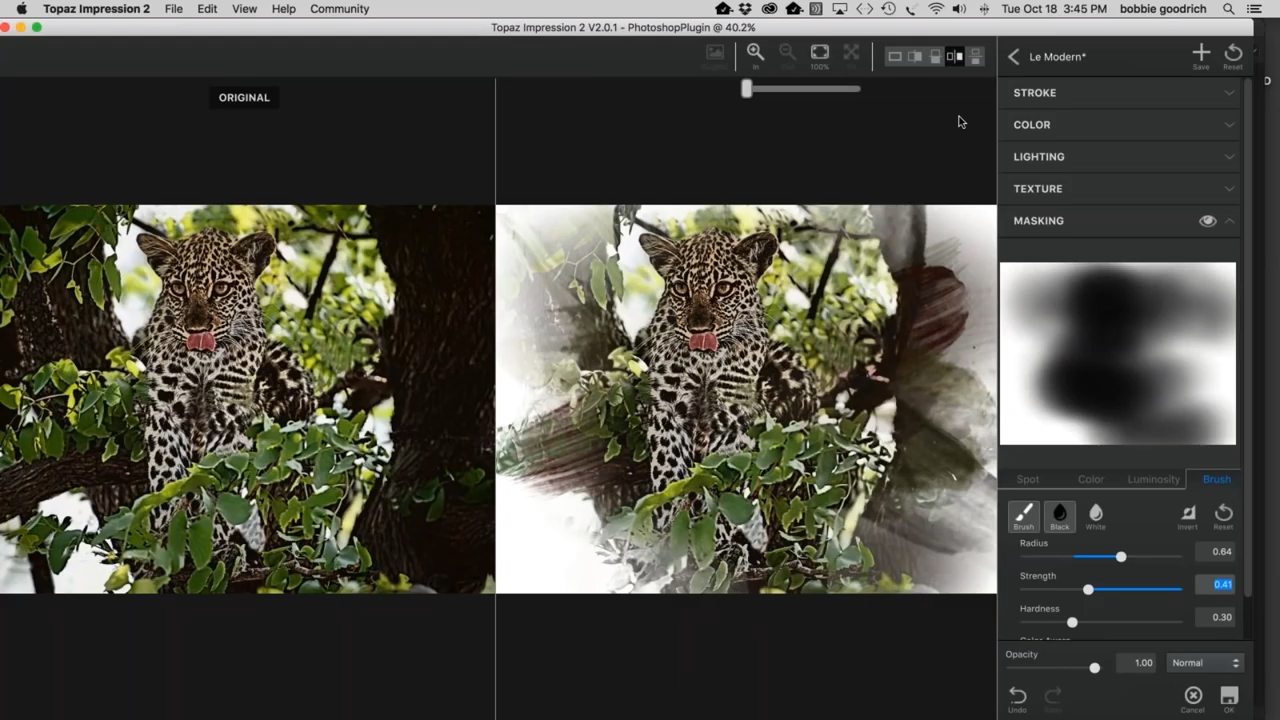 Topaz Impression 2 File Edit View Help Community Tue Oct 18 3:45 PM bobbie goodrich
Topaz Impression 2 V2.0.1 - PhotoshopPlugin @ 40.2%
In 100%
Le Modern*
Save Reset
ORIGINAL
STROKE
COLOR
LIGHTING
TEXTURE
MASKING
Spot Color Luminosity Brush
Brush Black White Invert Reset
Radius 0.64
Strength 0.41
Hardness 0.30
Opacity 1.00 Normal
Undo Cancel OK